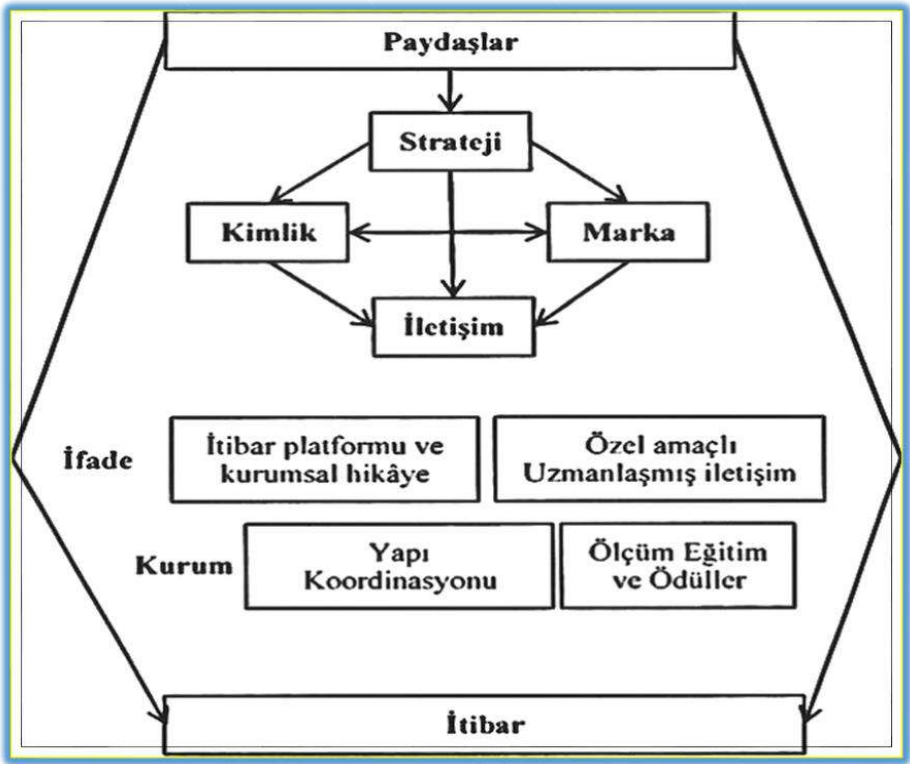 Paydaşlar
Strateji
Kimlik
Marka
İletişim
İfade
İtibar platformu ve
kurumsal hikâye
Özel amaçlı
Uzmanlaşmış iletişim
Kurum
Yapı
Koordinasyonu
Ölçüm Eğitim
ve Ödüller
İtibar